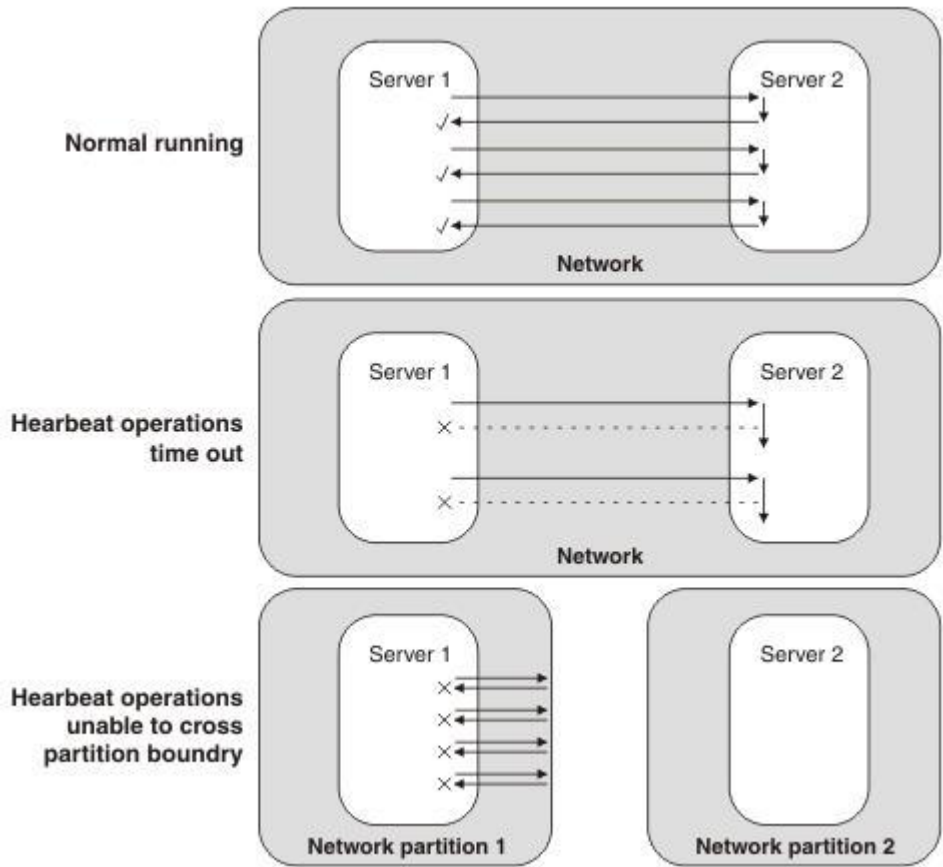 Server 1
Server 2
Normal running
Network
Server 1
Server 2
Hearbeat operations
time out
Network
Server 1
Server 2
Hearbeat operations
unable to cross
partition boundry
Network partition 1
Network partition 2